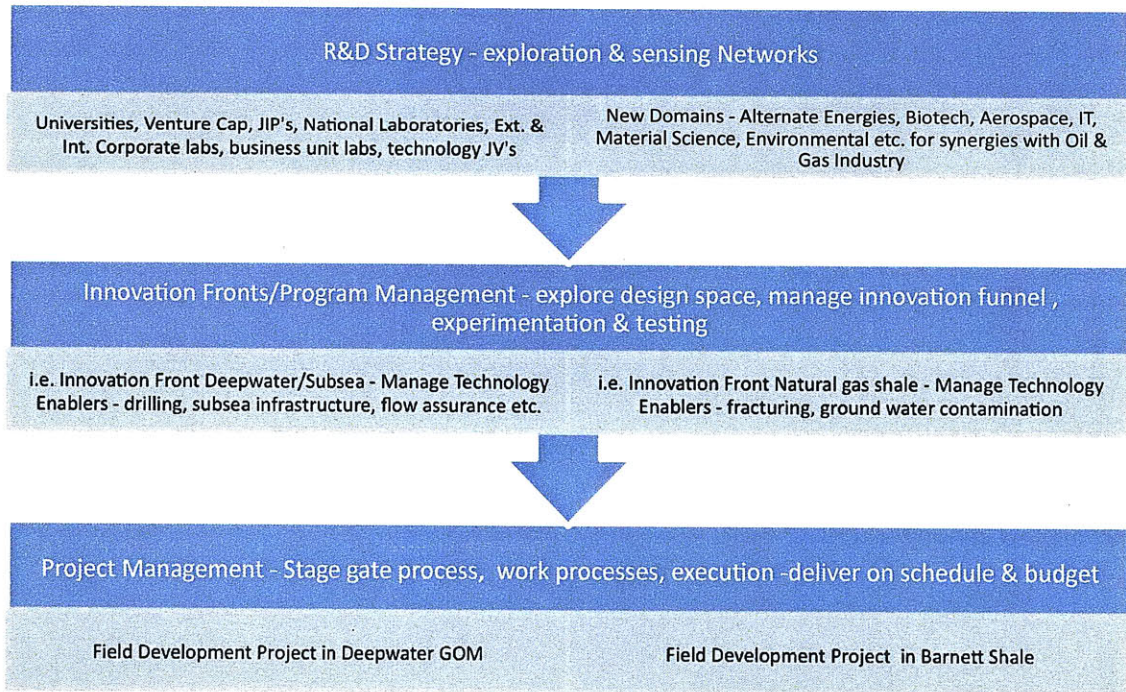 R&D Strategy - exploration & sensing Networks
Universities, Venture Cap, JIP's, National Laboratories, Ext. &
Int. Corporate labs, business unit labs, technology JV's
New Domains - Alternate Energies, Biotech, Aerospace, IT,
Material Science, Environmental etc. for synergies with Oil &
Gas Industry
Innovation Fronts/Program Management - explore design space, manage innovation funnel ,
experimentation & testing
i.e. Innovation Front Deepwater/Subsea - Manage Technology
Enablers - drilling, subsea infrastructure, flow assurance etc.
i.e. Innovation Front Natural gas shale - Manage Technology
Enablers - fracturing, ground water contamination
Project Management - Stage gate process, work processes, execution -deliver on schedule & budget
Field Development Project in Deepwater GOM
Field Development Project in Barnett Shale